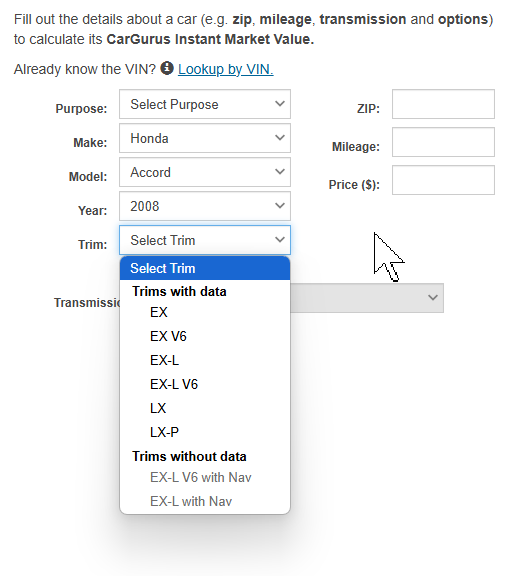 Fill out the details about a car (e.g. zip, mileage, transmission and options)
to calculate its CarGurus Instant Market Value.
Already know the VIN? Lookup by VIN.
Purpose: Select Purpose ZIP:
Make: Honda
Mileage:
Model: Accord
Price ($):
Year: 2008
Trim: Select Trim
Select Trim
Trims with data
Transmissi
EX
EX V6
EX-L
EX-L V6
LX
LX-P
Trims without data
EX-L V6 with Nav
EX-L with Nav